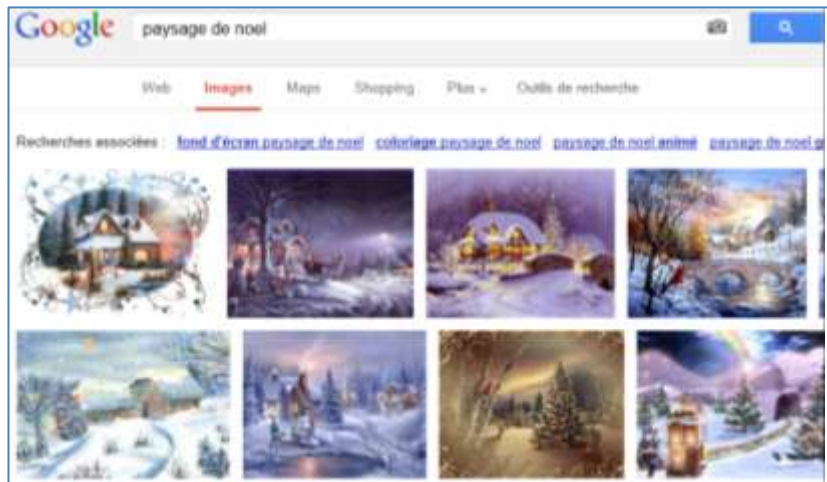 Google paysage de noel
Web Images Maps Shopping Plus Outils de recherche
Recherches associées : fond d'écran paysage de noel coloriage paysage de noel paysage de noel animé paysage de noel g